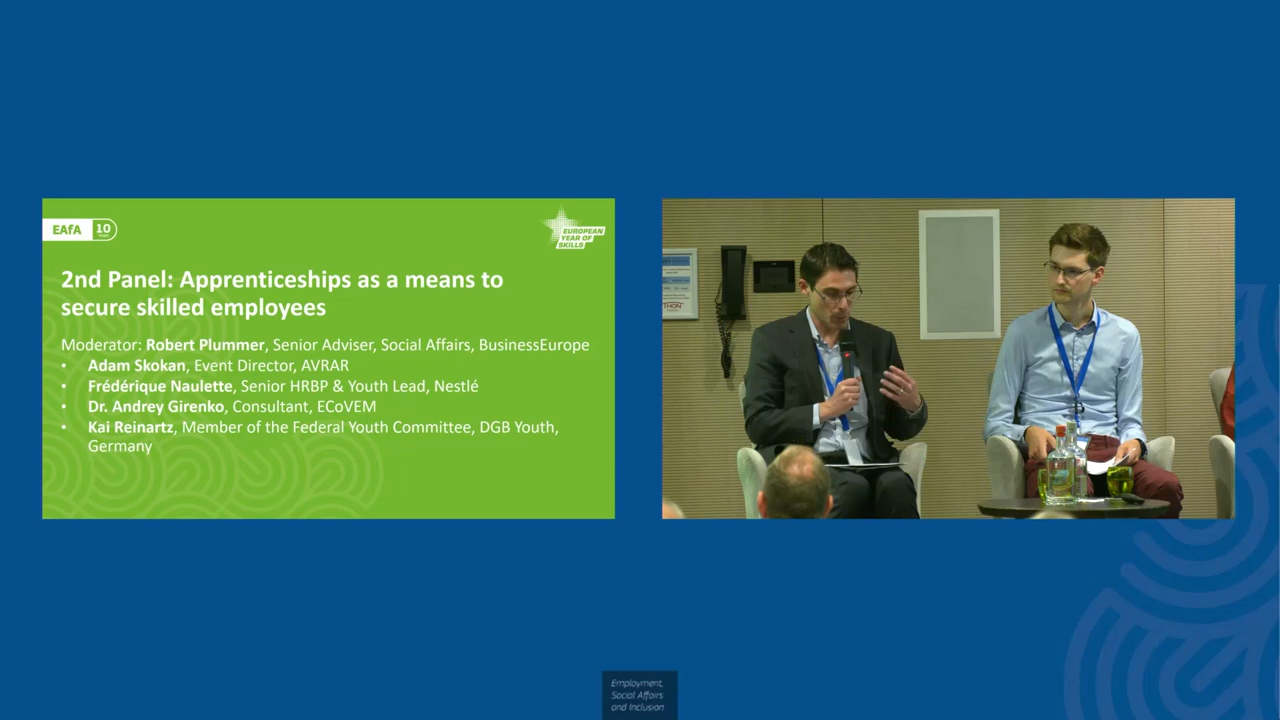 EAfA 10
EUROPEAN
YEAR OF
SKILLS
2nd Panel: Apprenticeships as a means to
secure skilled employees
Moderator: Robert Plummer, Senior Adviser, Social Affairs, BusinessEurope
• Adam Skokan, Event Director, AVRAR
• Frédérique Naulette, Senior HRBP & Youth Lead, Nestlé
• Dr. Andrey Girenko, Consultant, ECoVEM
• Kai Reinartz, Member of the Federal Youth Committee, DGB Youth,
Germany
THON
Employment,
Social Affairs
and Inclusion